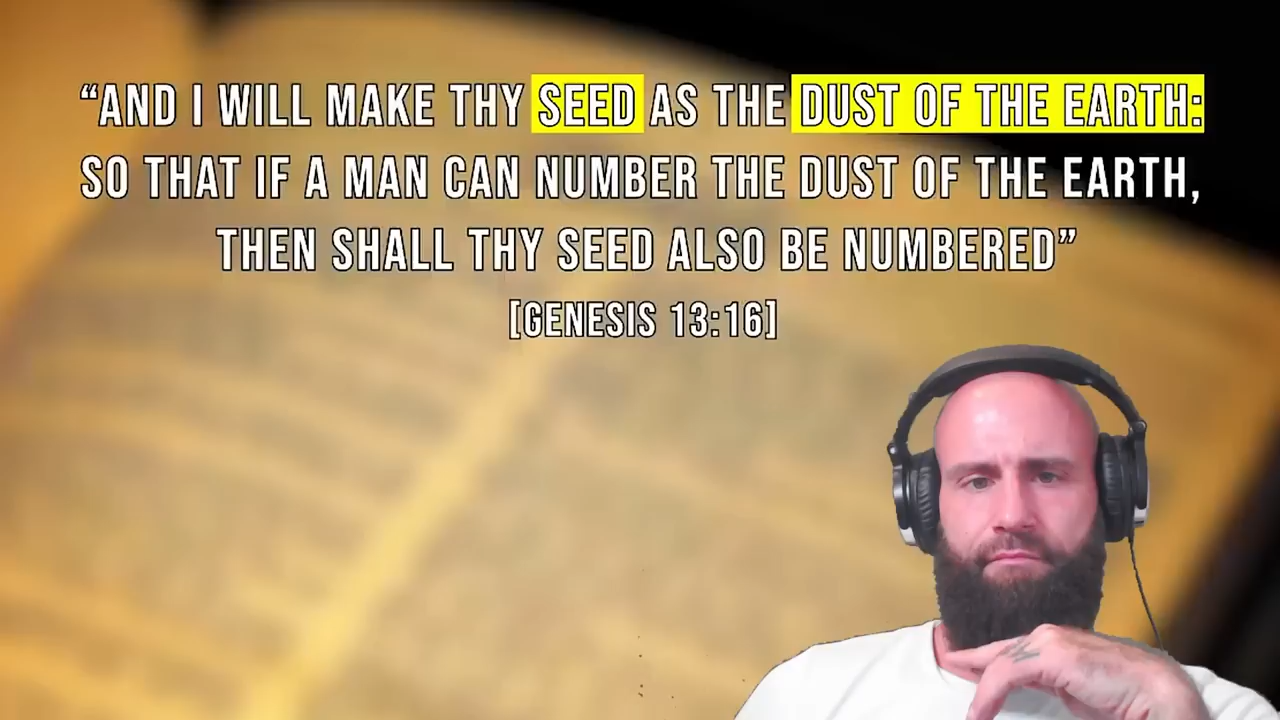 “AND I WILL MAKE THY SEED AS THE DUST OF THE EARTH:
SO THAT IF A MAN CAN NUMBER THE DUST OF THE EARTH,
THEN SHALL THY SEED ALSO BE NUMBERED”
[GENESIS 13:16]